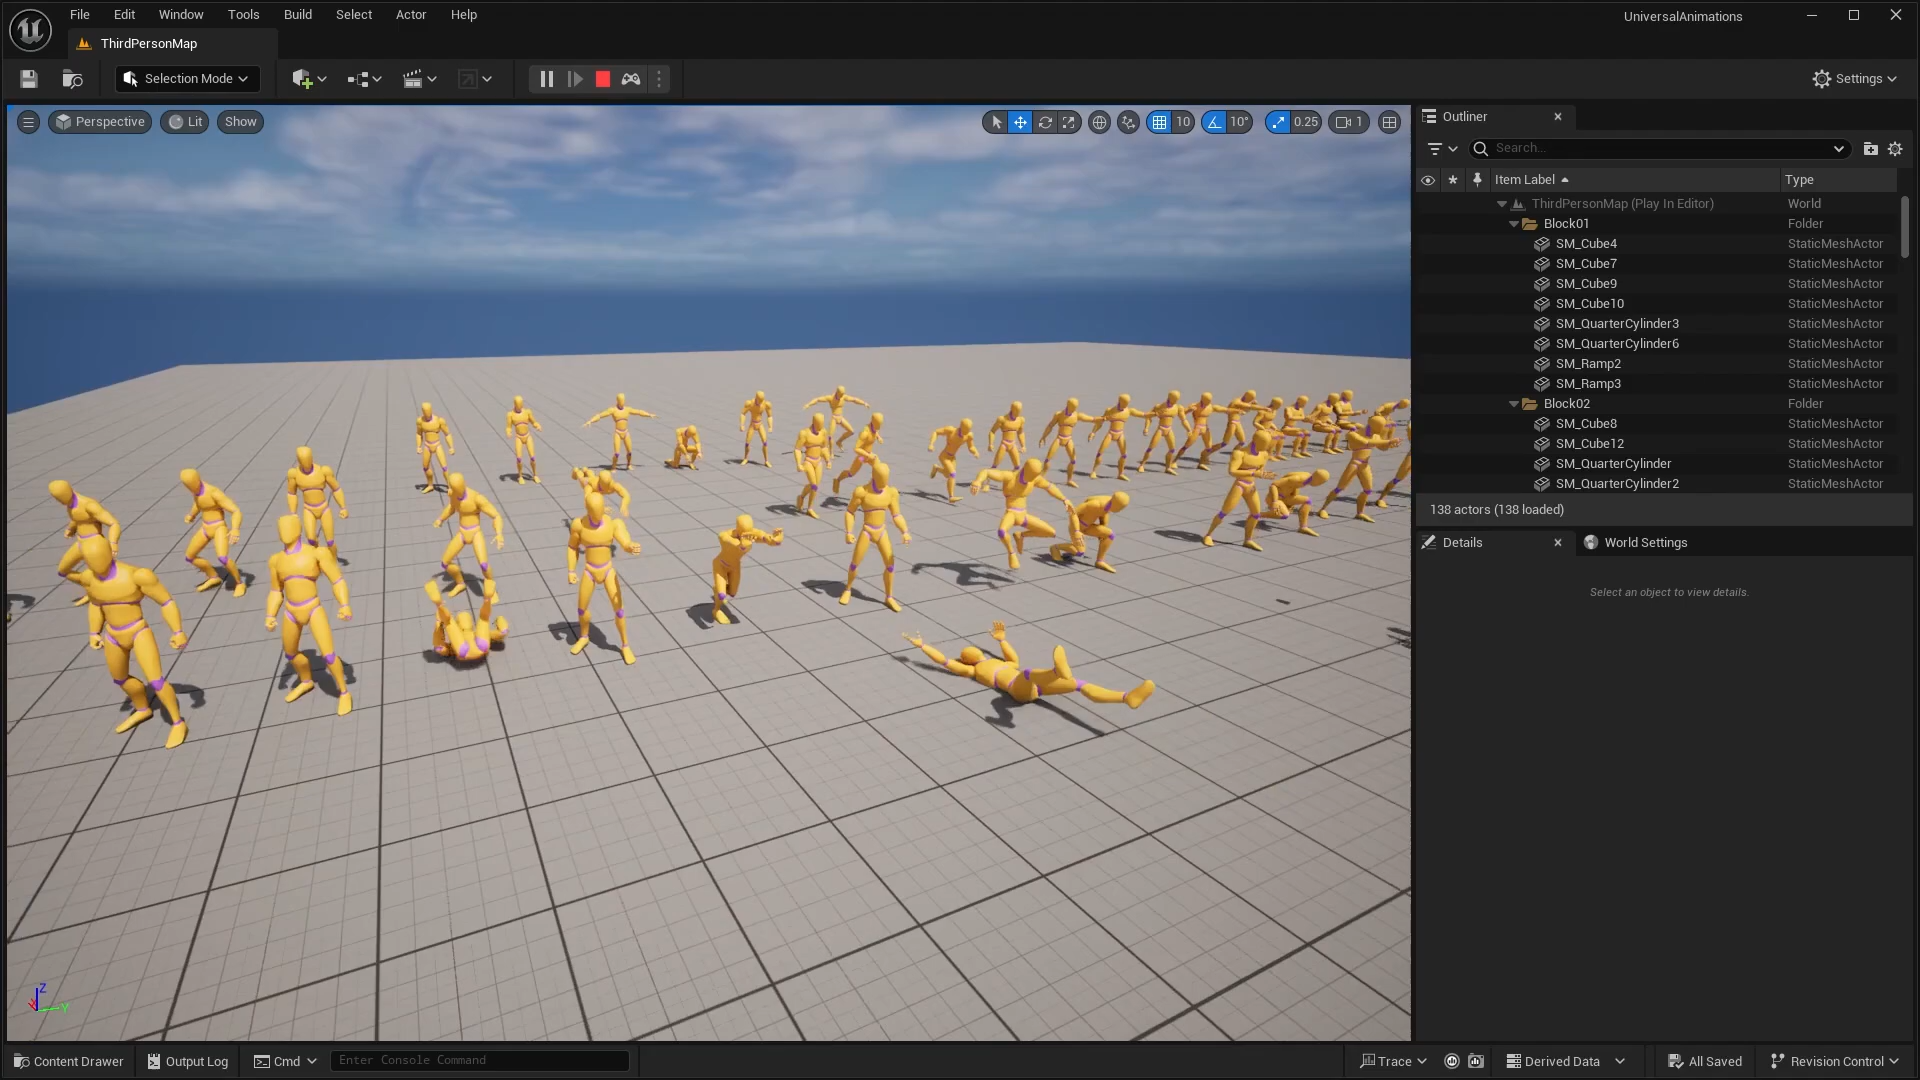 File Edit Window Tools Build Select Actor Help
UniversalAnimations
ThirdPersonMap
Selection Mode
Settings
Perspective Lit Show
10 10° 0.25 1
Outliner
Search...
Item Label Type
ThirdPersonMap (Play In Editor) World
Block01 Folder
SM_Cube4 StaticMeshActor
SM_Cube7 StaticMeshActor
SM_Cube9 StaticMeshActor
SM_Cube10 StaticMeshActor
SM_QuarterCylinder3 StaticMeshActor
SM_QuarterCylinder6 StaticMeshActor
SM_Ramp2 StaticMeshActor
SM_Ramp3 StaticMeshActor
Block02 Folder
SM_Cube8 StaticMeshActor
SM_Cube12 StaticMeshActor
SM_QuarterCylinder StaticMeshActor
SM_QuarterCylinder2 StaticMeshActor
138 actors (138 loaded)
Details World Settings
Select an object to view details.
Z
X Y
Content Drawer Output Log Cmd Enter Console Command Trace Derived Data All Saved Revision Control